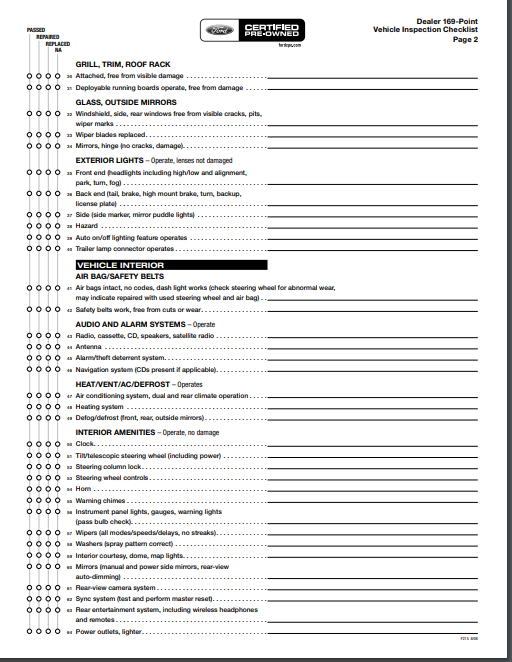 PASSED
REPAIRED
REPLACED
NA
Ford
CERTIFIED
PRE-OWNED
fordcpo.com
Dealer 169-Point
Vehicle Inspection Checklist
Page 2
GRILL, TRIM, ROOF RACK
30 Attached, free from visible damage
31 Deployable running boards operate, free from damage
GLASS, OUTSIDE MIRRORS
32 Windshield, side, rear windows free from visible cracks, pits,
wiper marks
33 Wiper blades replaced
34 Mirrors, hinge (no cracks, damage)
EXTERIOR LIGHTS – Operate, lenses not damaged
35 Front end (headlights including high/low and alignment,
park, turn, fog)
36 Back end (tail, brake, high mount brake, turn, backup,
license plate)
37 Side (side marker, mirror puddle lights)
38 Hazard
39 Auto on/off lighting feature operates
40 Trailer lamp connector operates
VEHICLE INTERIOR
AIR BAG/SAFETY BELTS
41 Air bags intact, no codes, dash light works (check steering wheel for abnormal wear,
may indicate repaired with used steering wheel and air bag)
42 Safety belts work, free from cuts or wear
AUDIO AND ALARM SYSTEMS – Operate
43 Radio, cassette, CD, speakers, satellite radio
44 Antenna
45 Alarm/theft deterrent system
46 Navigation system (CDs present if applicable)
HEAT/VENT/AC/DEFROST – Operates
47 Air conditioning system, dual and rear climate operation
48 Heating system
49 Defog/defrost (front, rear, outside mirrors)
INTERIOR AMENITIES – Operate, no damage
50 Clock
51 Tilt/telescopic steering wheel (including power)
52 Steering column lock
53 Steering wheel controls
54 Horn
55 Warning chimes
56 Instrument panel lights, gauges, warning lights
(pass bulb check)
57 Wipers (all modes/speeds/delays, no streaks)
58 Washers (spray pattern correct)
59 Interior courtesy, dome, map lights
60 Mirrors (manual and power side mirrors, rear-view
auto-dimming)
61 Rear-view camera system
62 Sync system (test and perform master reset)
63 Rear entertainment system, including wireless headphones
and remotes
64 Power outlets, lighter